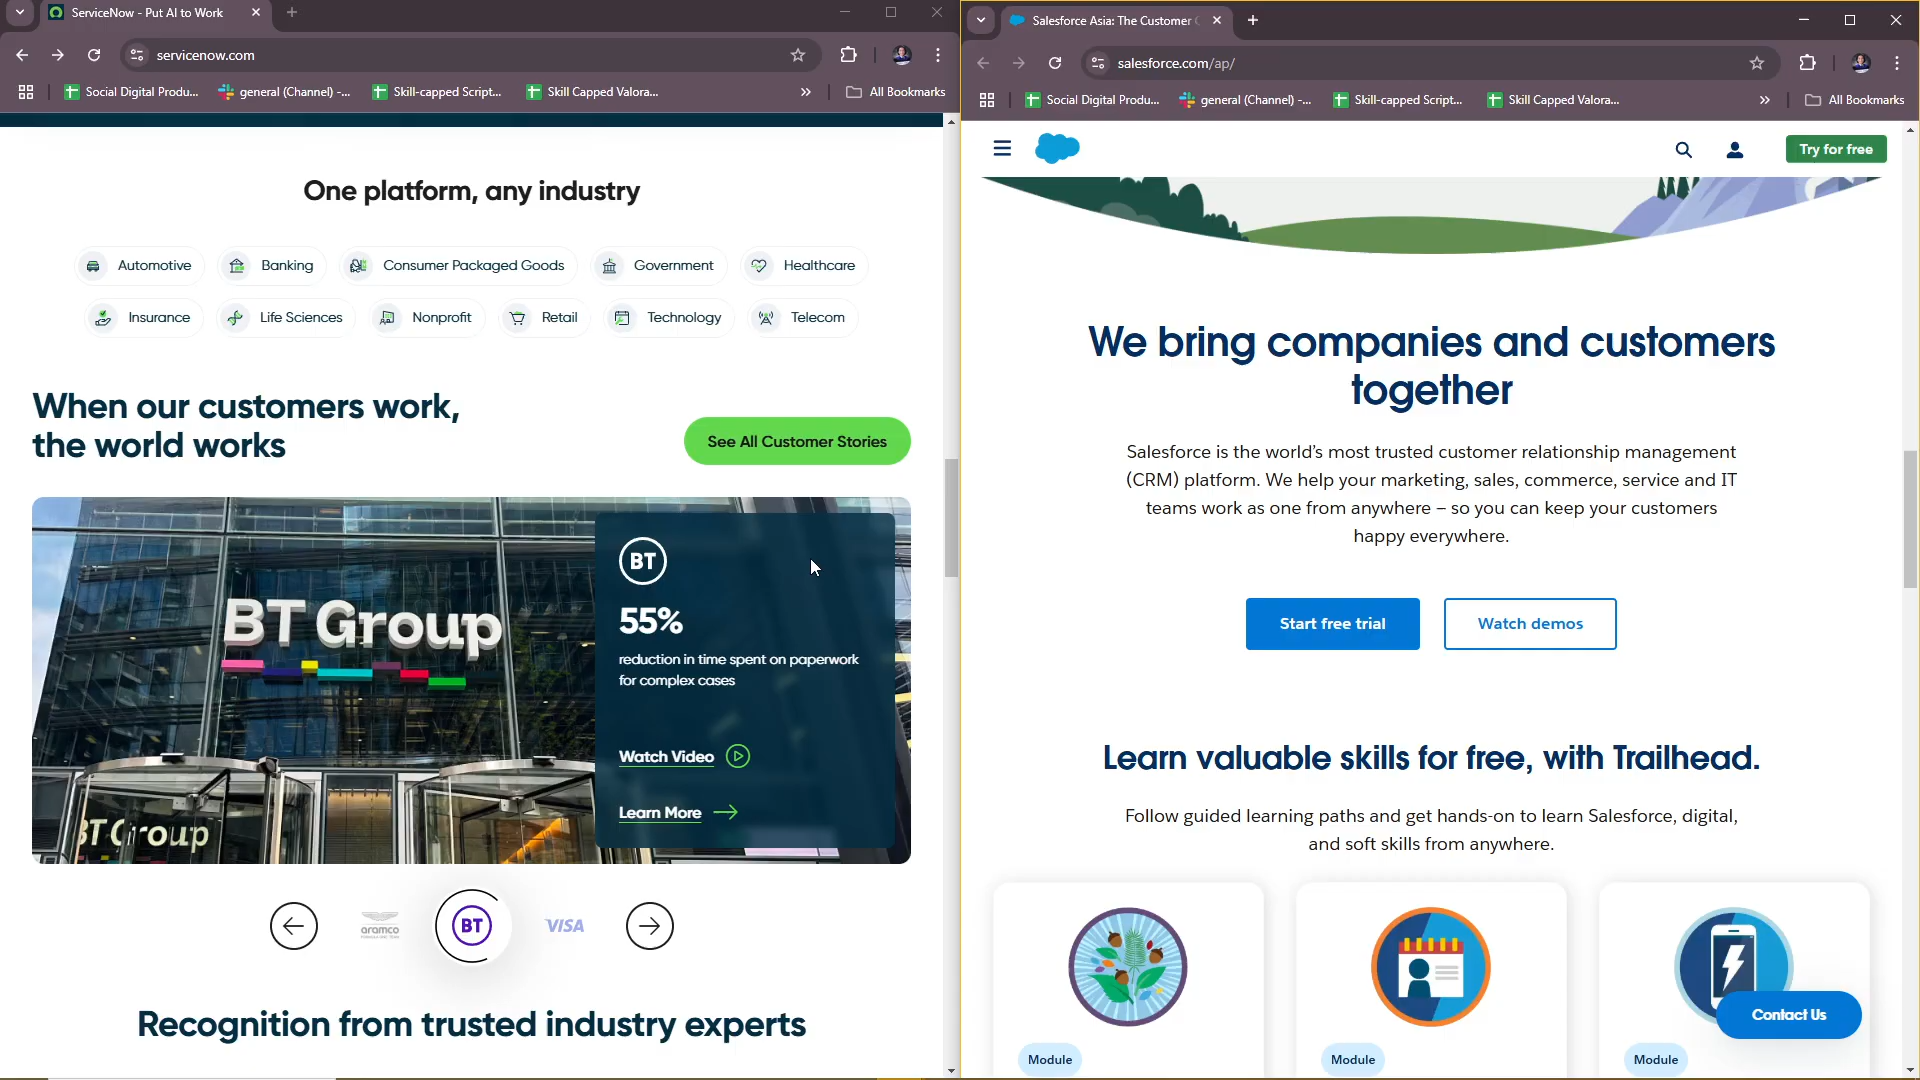 ServiceNow - Put AI to Work
servicenow.com
Social Digital Produ...
general (Channel) -...
Skill-capped Script...
Skill Capped Valora...
»
All Bookmarks
One platform, any industry
Automotive
Banking
Consumer Packaged Goods
Government
Healthcare
Insurance
Life Sciences
Nonprofit
Retail
Technology
Telecom
When our customers work,
the world works
See All Customer Stories
BT Group
BT Group
BT
55%
reduction in time spent on paperwork
for complex cases
Watch Video
Learn More
aramco
BT
VISA
Recognition from trusted industry experts
Salesforce Asia: The Customer
salesforce.com/ap/
Social Digital Produ...
general (Channel) -...
Skill-capped Script...
Skill Capped Valora...
»
All Bookmarks
Try for free
We bring companies and customers
together
Salesforce is the world's most trusted customer relationship management
(CRM) platform. We help your marketing, sales, commerce, service and IT
teams work as one from anywhere – so you can keep your customers
happy everywhere.
Start free trial
Watch demos
Learn valuable skills for free, with Trailhead.
Follow guided learning paths and get hands-on to learn Salesforce, digital,
and soft skills from anywhere.
Module
Module
Module
Contact Us